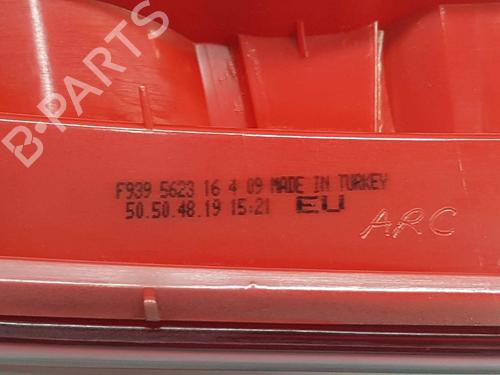 B-PARTS
F939 5623 16 4 09 MADE IN TURKEY
50.50.48.19 15:21 EU
ARC